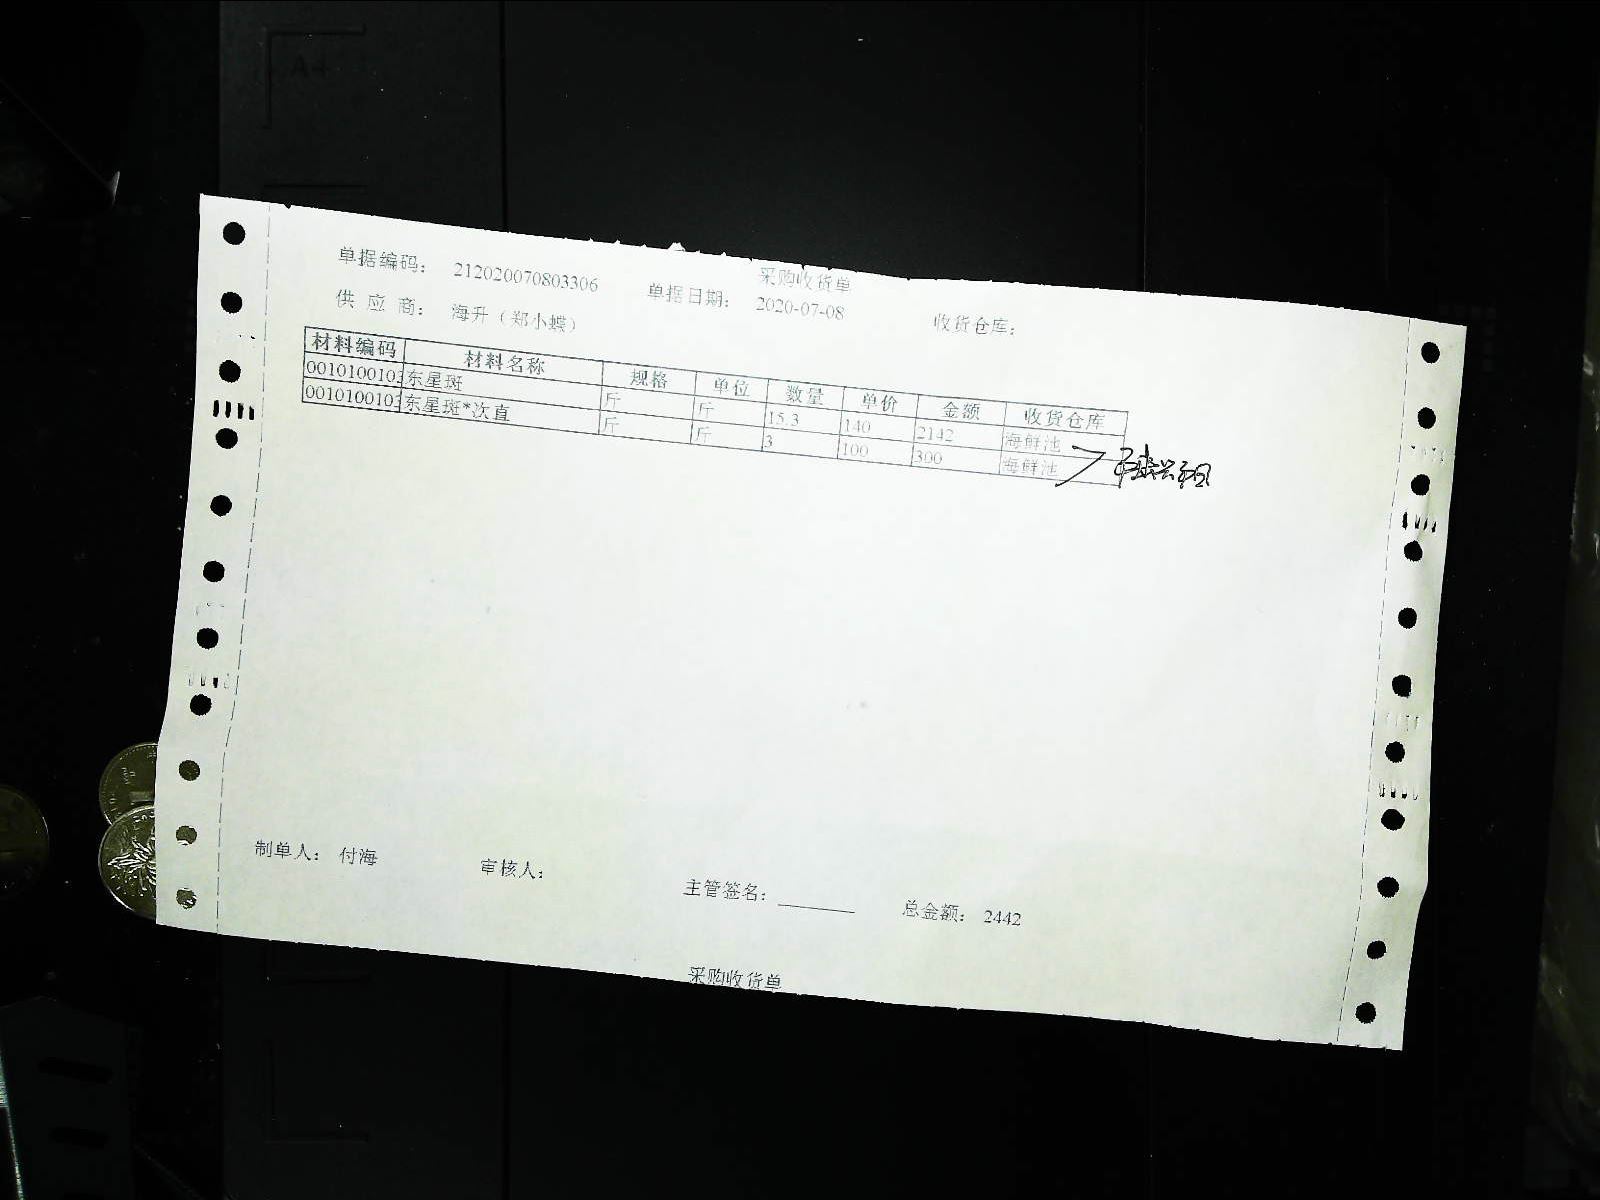 采购收货单
单据编码： 212020070803306 单据日期： 2020-07-08 收货仓库：
供 应 商： 海升（郑小蝶）
材料编码 材料名称 规格 单位 数量 单价 金额 收货仓库
0010100103 东星斑 斤 斤 15.3 140 2142 海鲜池
0010100103 东星斑*次直 斤 斤 3 100 300 海鲜池
制单人： 付海 审核人： 主管签名： 总金额： 2442
采购收货单